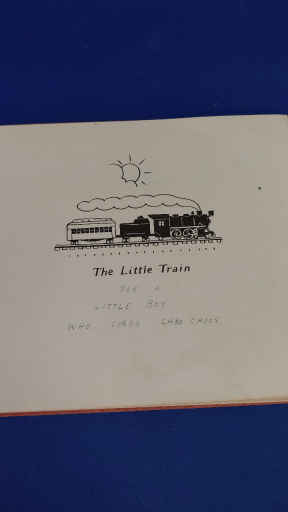 The Little Train
FOR A
LITTLE BOY
WHO LIKES CHOO CHOOS